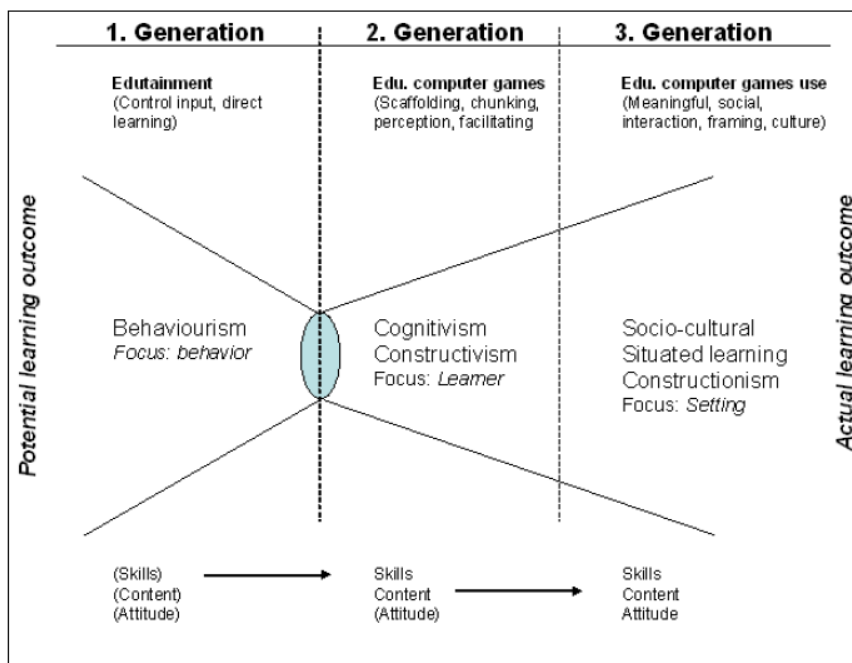 1. Generation
2. Generation
3. Generation
Edutainment
(Control input, direct
learning)
Edu. computer games
(Scaffolding, chunking,
perception, facilitating
Edu. computer games use
(Meaningful, social,
interaction, framing, culture)
Potential learning outcome
Behaviourism
Focus: behavior
Cognitivism
Constructivism
Focus: Learner
Socio-cultural
Situated learning
Constructionism
Focus: Setting
Actual learning outcome
(Skills)
(Content)
(Attitude)
Skills
Content
(Attitude)
Skills
Content
Attitude